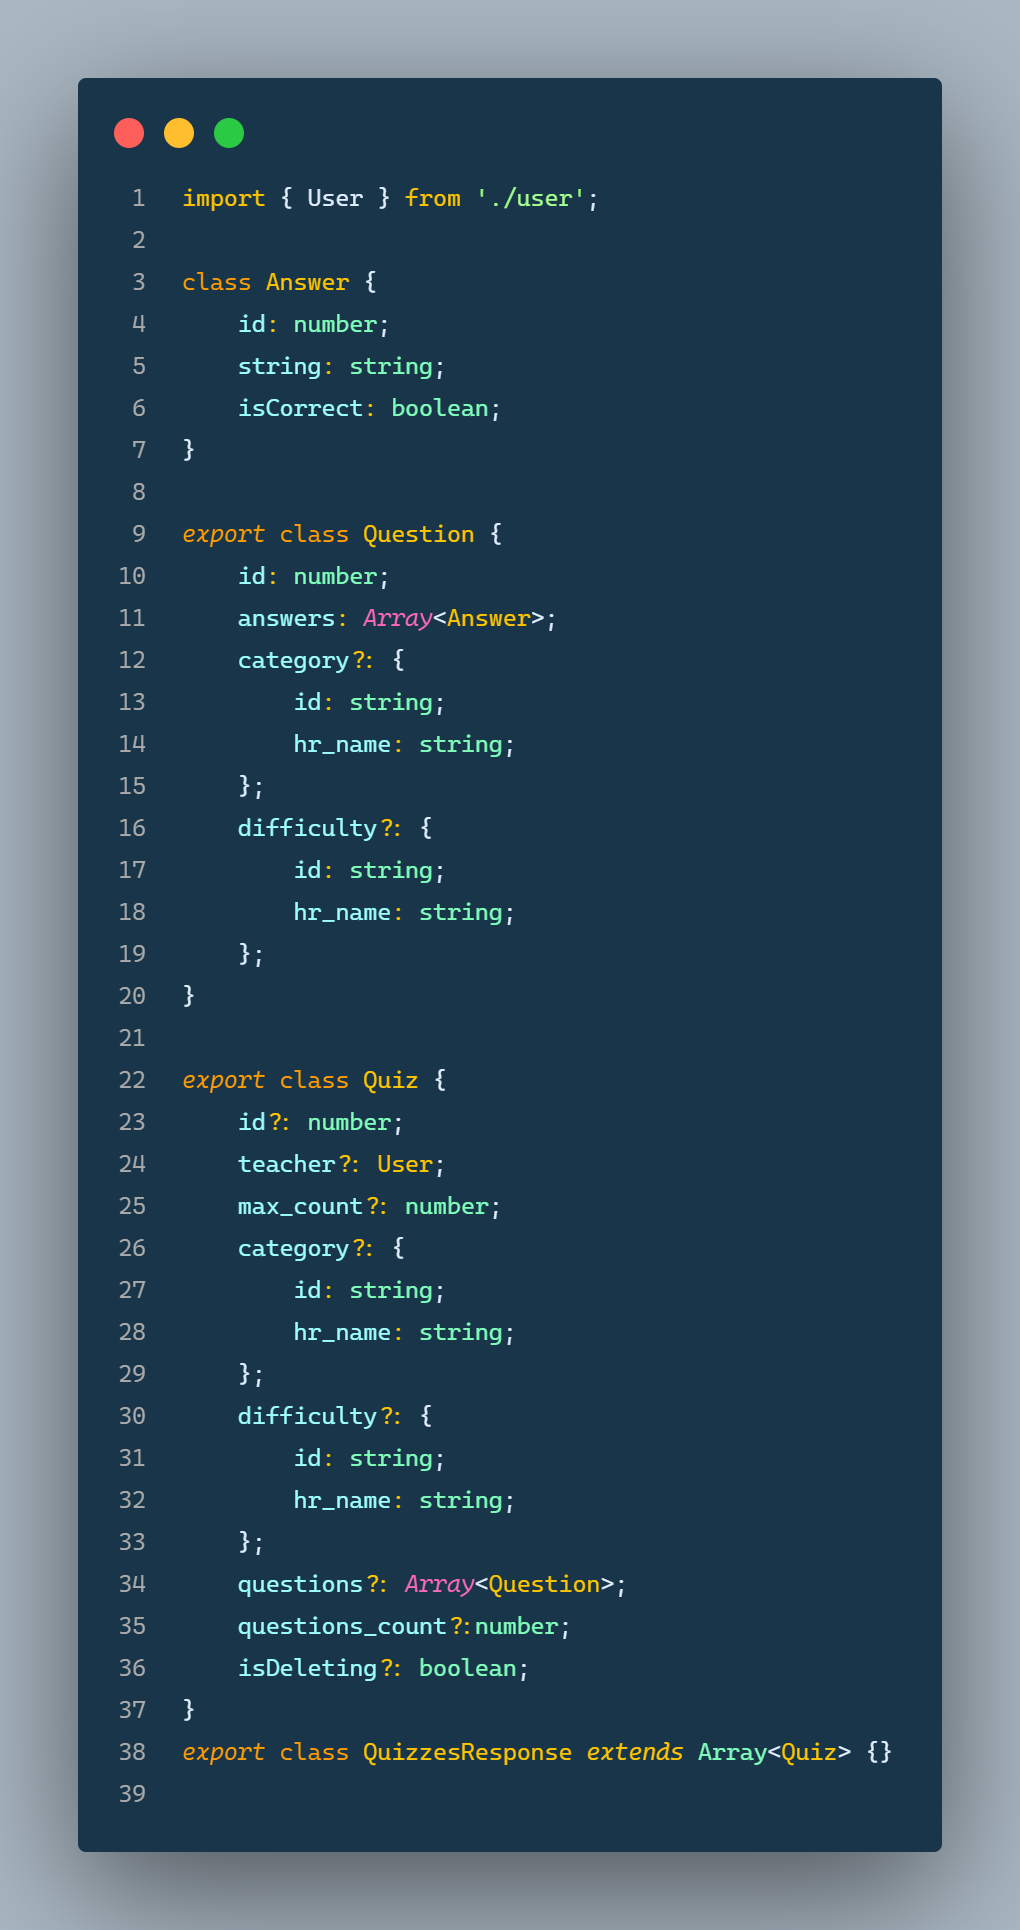 1 import { User } from './user';
2
3 class Answer {
4     id: number;
5     string: string;
6     isCorrect: boolean;
7 }
8
9 export class Question {
10     id: number;
11     answers: Array<Answer>;
12     category?: {
13         id: string;
14         hr_name: string;
15     };
16     difficulty?: {
17         id: string;
18         hr_name: string;
19     };
20 }
21
22 export class Quiz {
23     id?: number;
24     teacher?: User;
25     max_count?: number;
26     category?: {
27         id: string;
28         hr_name: string;
29     };
30     difficulty?: {
31         id: string;
32         hr_name: string;
33     };
34     questions?: Array<Question>;
35     questions_count?:number;
36     isDeleting?: boolean;
37 }
38 export class QuizzesResponse extends Array<Quiz> {}
39